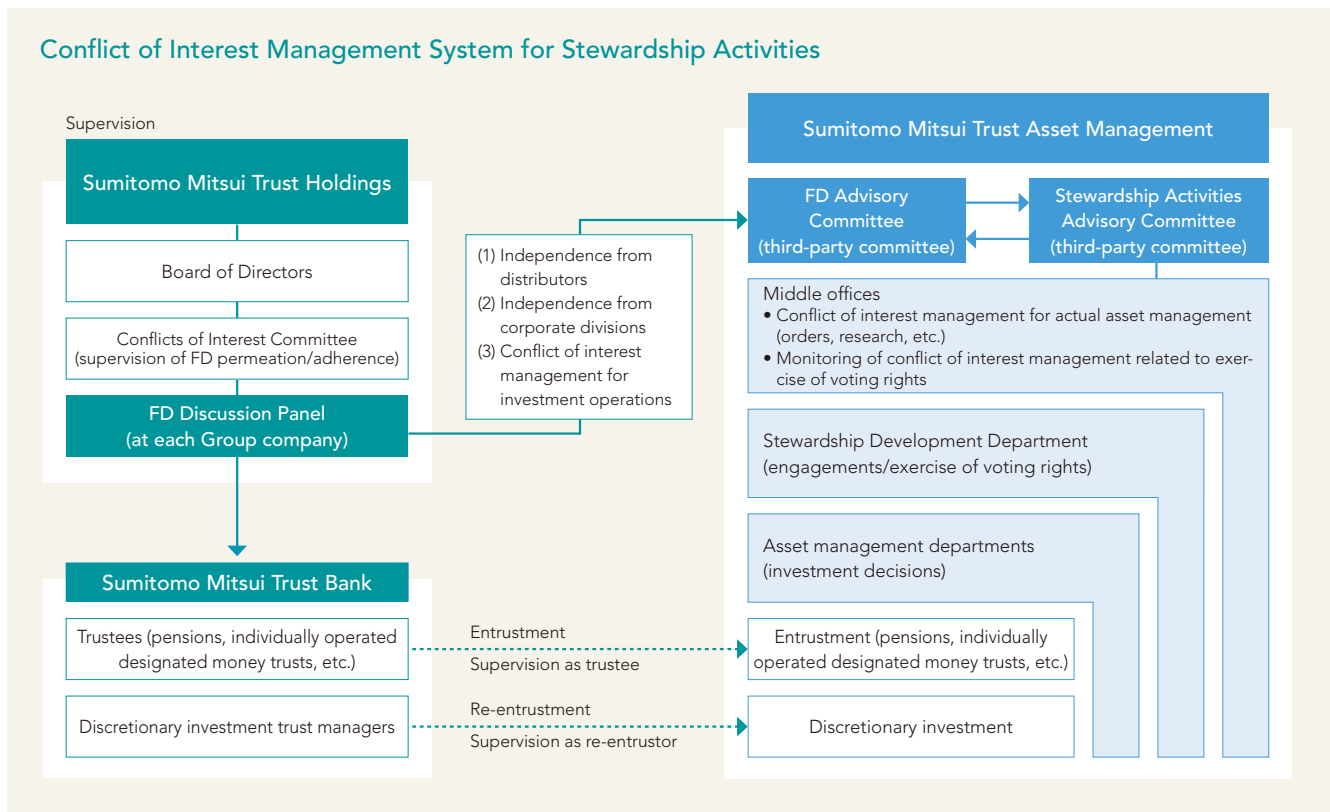 Conflict of Interest Management System for Stewardship Activities
Supervision
Sumitomo Mitsui Trust Holdings
Board of Directors
Conflicts of Interest Committee
(supervision of FD permeation/adherence)
FD Discussion Panel
(at each Group company)
(1) Independence from
distributors
(2) Independence from
corporate divisions
(3) Conflict of interest
management for
investment operations
Sumitomo Mitsui Trust Asset Management
FD Advisory
Committee
(third-party committee)
Stewardship Activities
Advisory Committee
(third-party committee)
Middle offices
• Conflict of interest management for actual asset management
(orders, research, etc.)
• Monitoring of conflict of interest management related to exer-
cise of voting rights
Stewardship Development Department
(engagements/exercise of voting rights)
Asset management departments
(investment decisions)
Sumitomo Mitsui Trust Bank
Trustees (pensions, individually operated
designated money trusts, etc.)
Entrustment
Supervision as trustee
Entrustment (pensions, individually
operated designated money trusts, etc.)
Discretionary investment trust managers
Re-entrustment
Supervision as re-entrustor
Discretionary investment